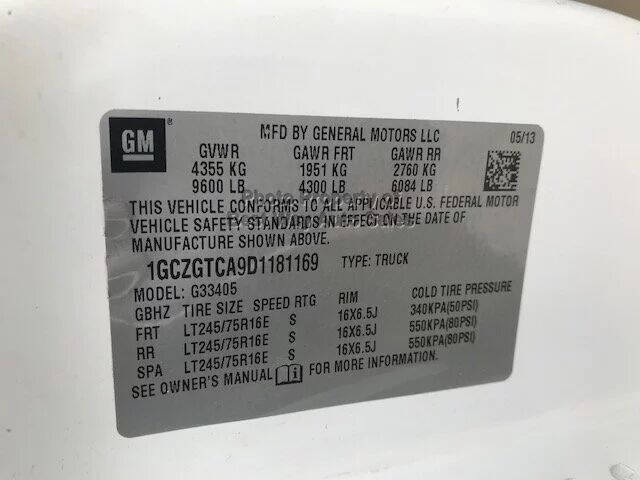 GM ® MFD BY GENERAL MOTORS LLC 05/13
GVWR GAWR FRT GAWR RR
4355 KG 1951 KG 2760 KG
9600 LB 4300 LB 6084 LB
Photo Property of
THIS VEHICLE CONFORMS TO ALL APPLICABLE U.S. FEDERAL MOTOR
VEHICLE SAFETY STANDARDS IN EFFECT ON THE DATE OF
MANUFACTURE SHOWN ABOVE.
1GCZGTCA9D1181169 TYPE: TRUCK
MODEL: G33405
GBHZ TIRE SIZE SPEED RTG RIM COLD TIRE PRESSURE
FRT LT245/75R16E S 16X6.5J 340KPA(50PSI)
RR LT245/75R16E S 16X6.5J 550KPA(80PSI)
SPA LT245/75R16E S 16X6.5J 550KPA(80PSI)
SEE OWNER'S MANUAL FOR MORE INFORMATION.